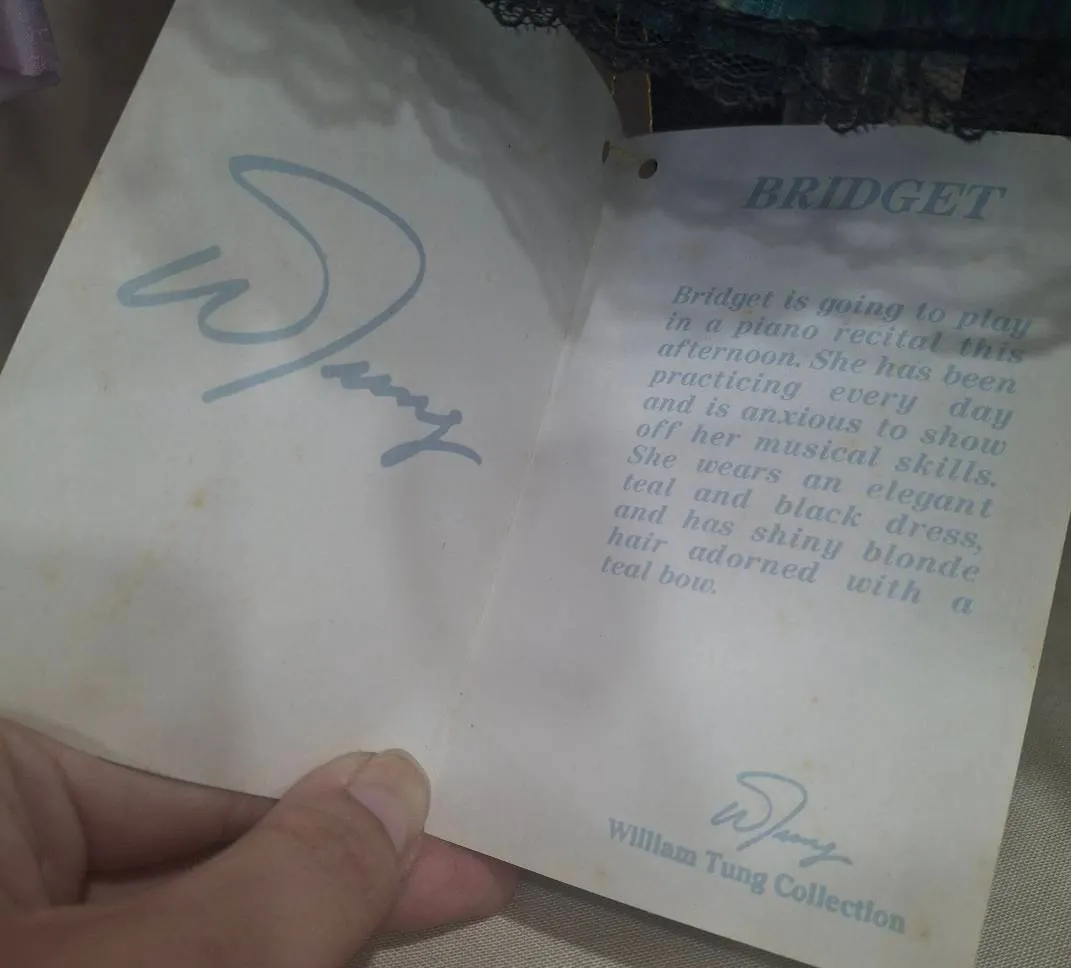 W Tung
BRIDGET
Bridget is going to play
in a piano recital this
afternoon. She has been
practicing every day
and is anxious to show
off her musical skills.
She wears an elegant
teal and black dress,
and has shiny blonde
hair adorned with a
teal bow.
W Tung
William Tung Collection